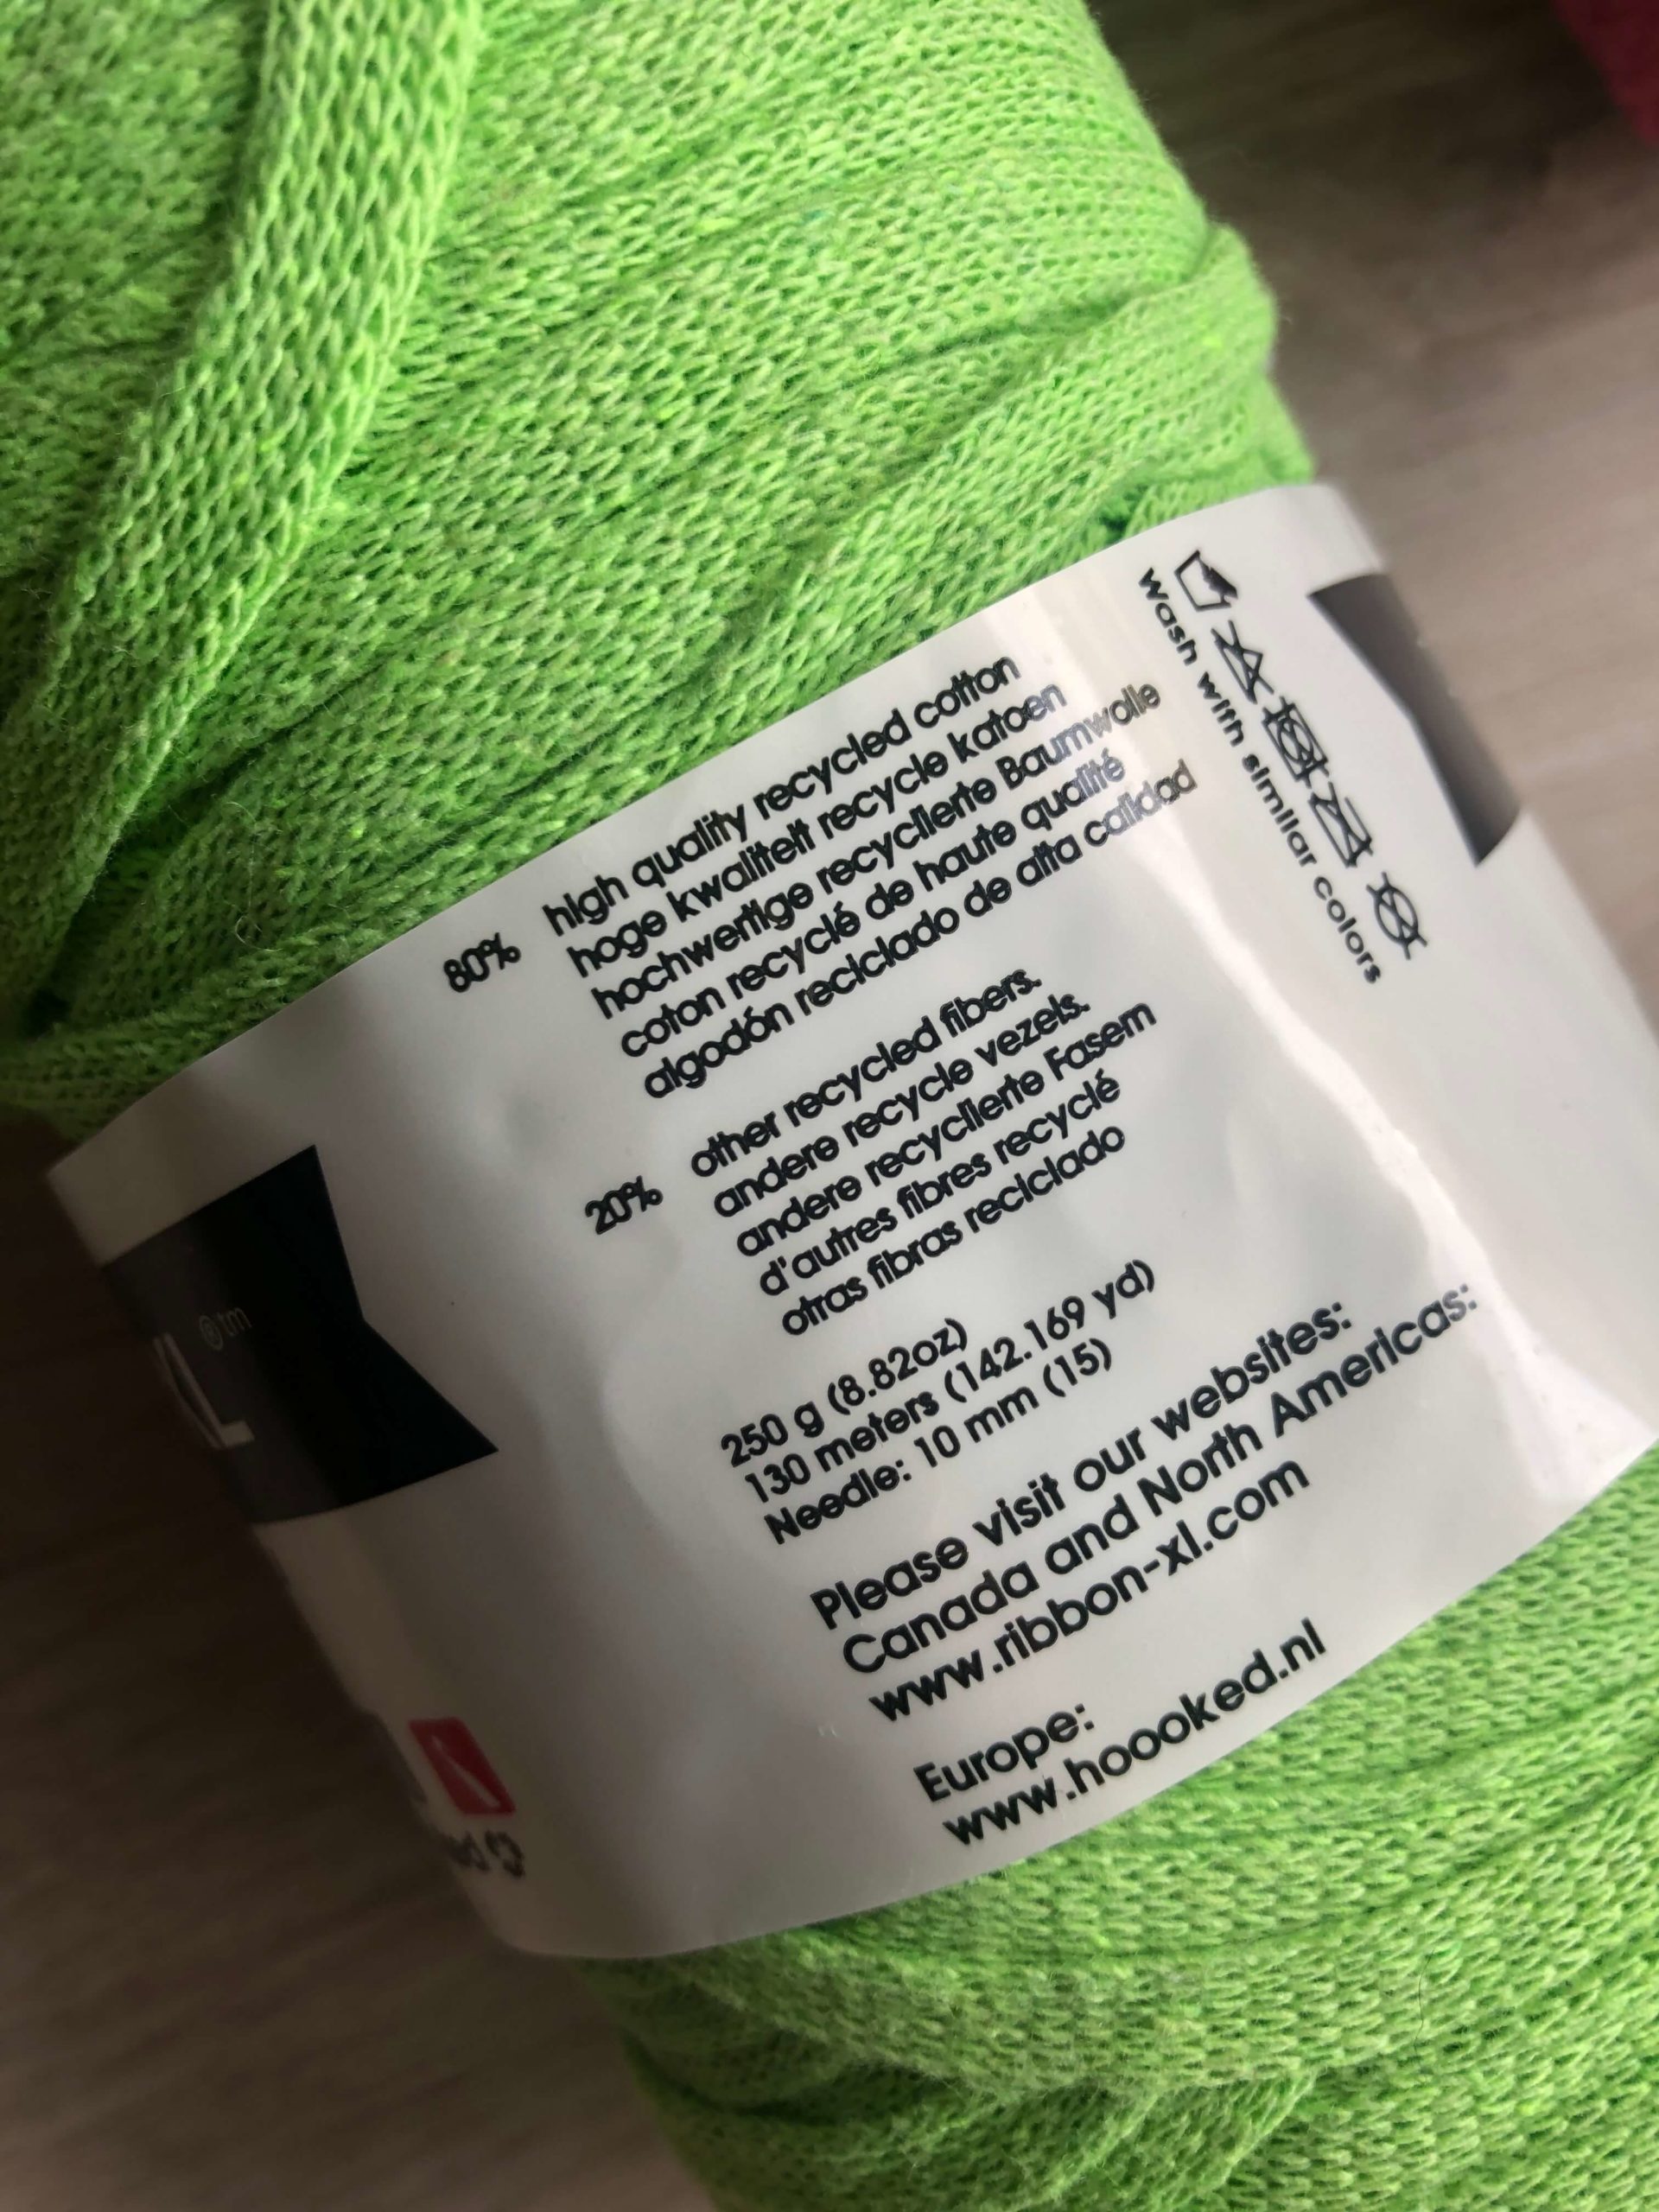 wash with similar colors
80% high quality recycled cotton
hoge kwaliteit recycle katoen
hochwertige recyclierte Baumwolle
coton recyclé de haute qualité
algodón reciclado de alta calidad
20% other recycled fibers.
andere recycle vezels.
andere recyclierte Fasern
d'autres fibres recyclé
otras fibras reciclado
250 g (8.82oz)
130 meters (142.169 yd)
Needle: 10 mm (15)
Please visit our websites:
Canada and North Americas:
www.ribbon-xl.com
Europe:
www.hoooked.nl
XL ®tm